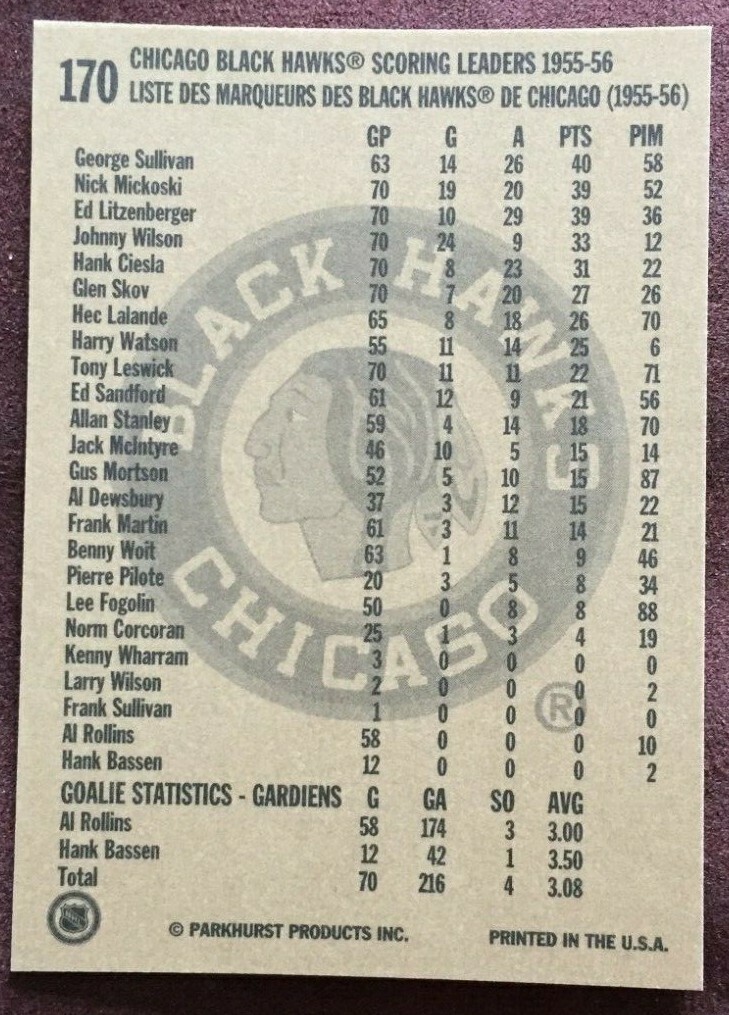 170
CHICAGO BLACK HAWKS® SCORING LEADERS 1955-56
LISTE DES MARQUEURS DES BLACK HAWKS® DE CHICAGO (1955-56)
GP G A PTS PIM
George Sullivan 63 14 26 40 58
Nick Mickoski 70 19 20 39 52
Ed Litzenberger 70 10 29 39 36
Johnny Wilson 70 24 9 33 12
Hank Ciesla 70 8 23 31 22
Glen Skov 70 7 20 27 26
Hec Lalande 65 8 18 26 70
Harry Watson 55 11 14 25 6
Tony Leswick 70 11 11 22 71
Ed Sandford 61 12 9 21 56
Allan Stanley 59 4 14 18 70
Jack McIntyre 46 10 5 15 14
Gus Mortson 52 5 10 15 87
Al Dewsbury 37 3 12 15 22
Frank Martin 61 3 11 14 21
Benny Woit 63 1 8 9 46
Pierre Pilote 20 3 5 8 34
Lee Fogolin 50 0 8 8 88
Norm Corcoran 25 1 3 4 19
Kenny Wharram 3 0 0 0 0
Larry Wilson 2 0 0 0 2
Frank Sullivan 1 0 0 0 0
Al Rollins 58 0 0 0 10
Hank Bassen 12 0 0 0 2
GOALIE STATISTICS - GARDIENS G GA SO AVG
Al Rollins 58 174 3 3.00
Hank Bassen 12 42 1 3.50
Total 70 216 4 3.08
BLACK HAWKS
CHICAGO
®
NHL
© PARKHURST PRODUCTS INC.
PRINTED IN THE U.S.A.